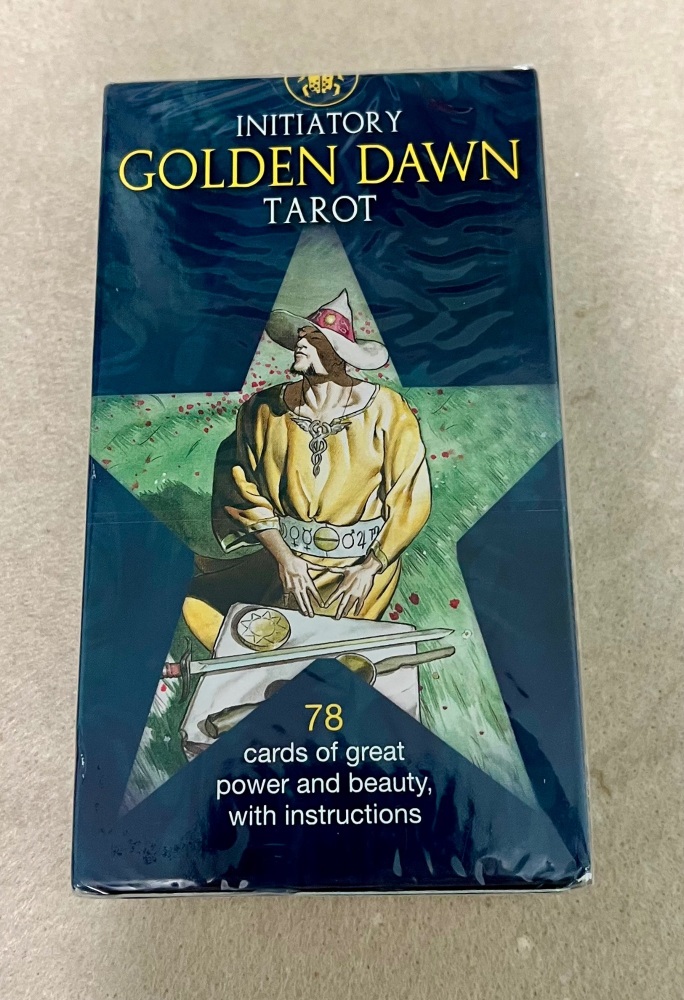 INITIATORY
GOLDEN DAWN
TAROT
78
cards of great
power and beauty,
with instructions